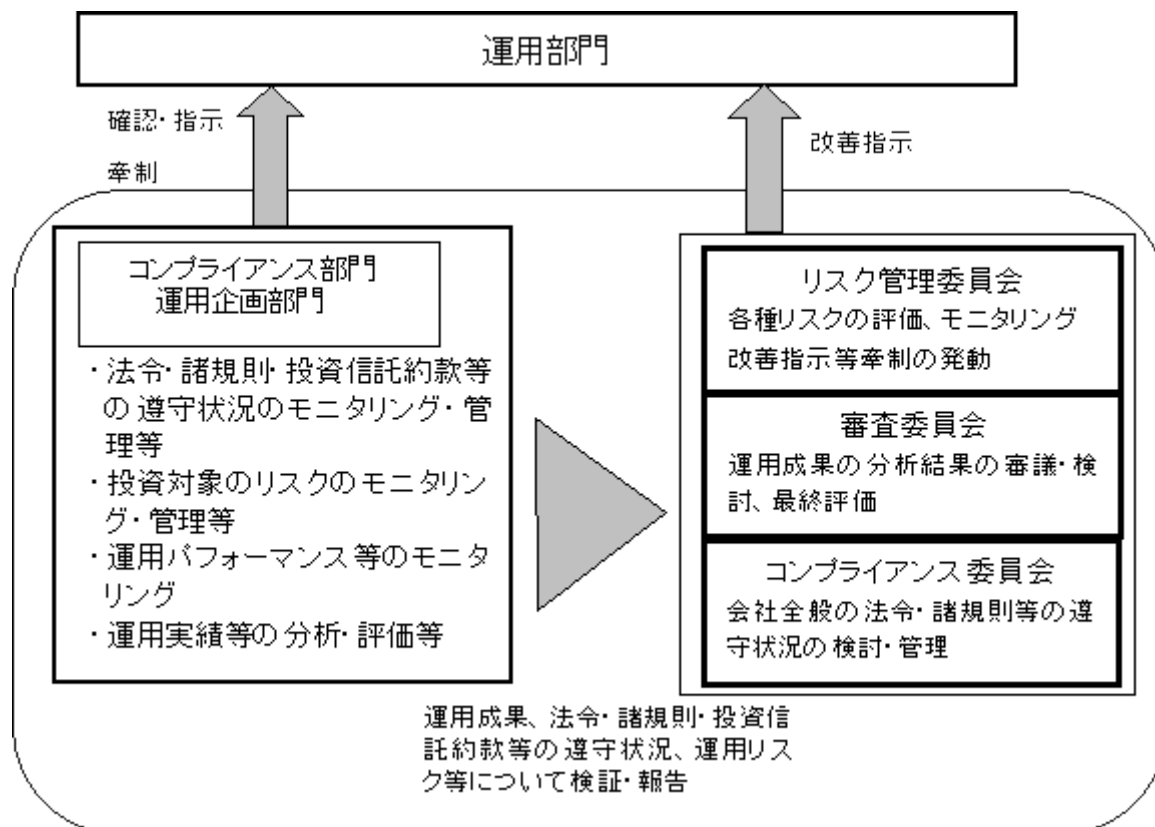 運用部門
確認・指示
牽制
改善指示
コンプライアンス部門
運用企画部門
・法令・諸規則・投資信託約款等
の遵守状況のモニタリング・管
理等
・投資対象のリスクのモニタリン
グ・管理等
・運用パフォーマンス等のモニタ
リング
・運用実績等の分析・評価等
リスク管理委員会
各種リスクの評価、モニタリング
改善指示等牽制の発動
審査委員会
運用成果の分析結果の審議・検
討、最終評価
コンプライアンス委員会
会社全般の法令・諸規則等の遵
守状況の検討・管理
運用成果、法令・諸規則・投資信
託約款等の遵守状況、運用リス
ク等について検証・報告